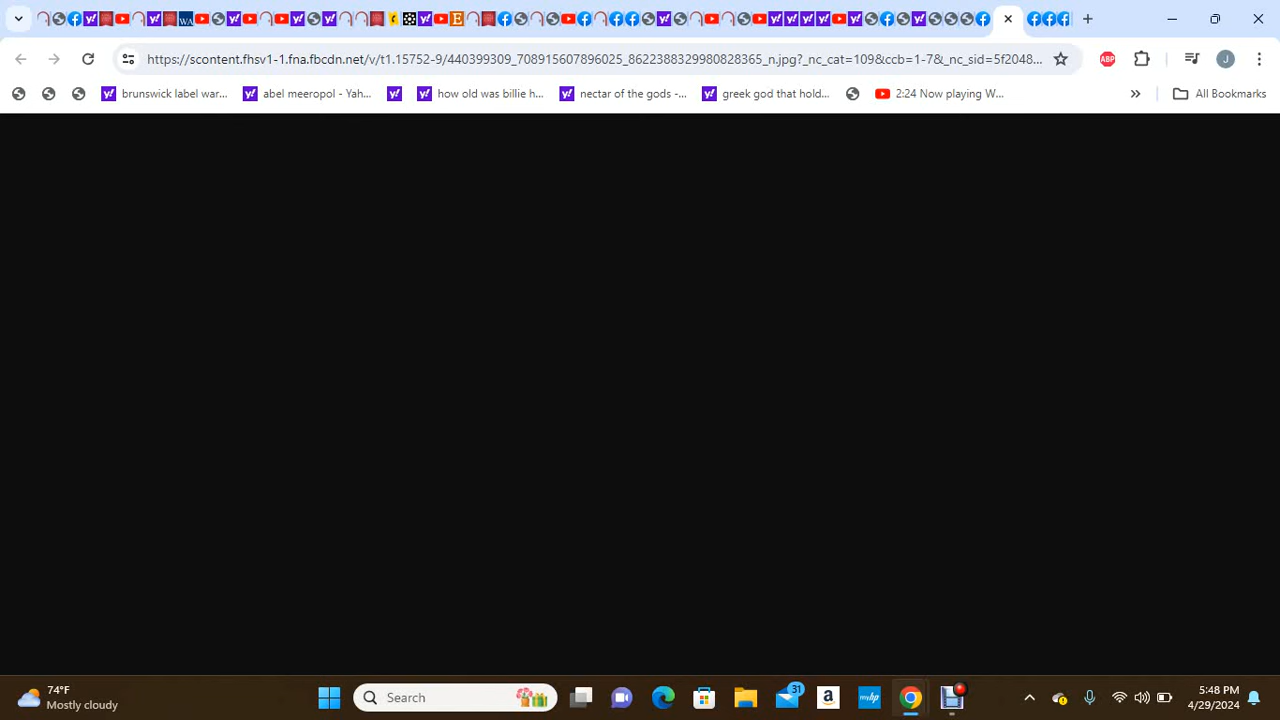 https://scontent.fhsv1-1.fna.fbcdn.net/v/t1.15752-9/440399309_708915607896025_8622388329980828365_n.jpg?_nc_cat=109&ccb=1-7&_nc_sid=5f2048...
ABP
J
brunswick label war...
abel meeropol - Yah...
how old was billie h...
nectar of the gods -...
greek god that hold...
2:24 Now playing W...
»
All Bookmarks
74°F
Mostly cloudy
Search
31
5:48 PM
4/29/2024